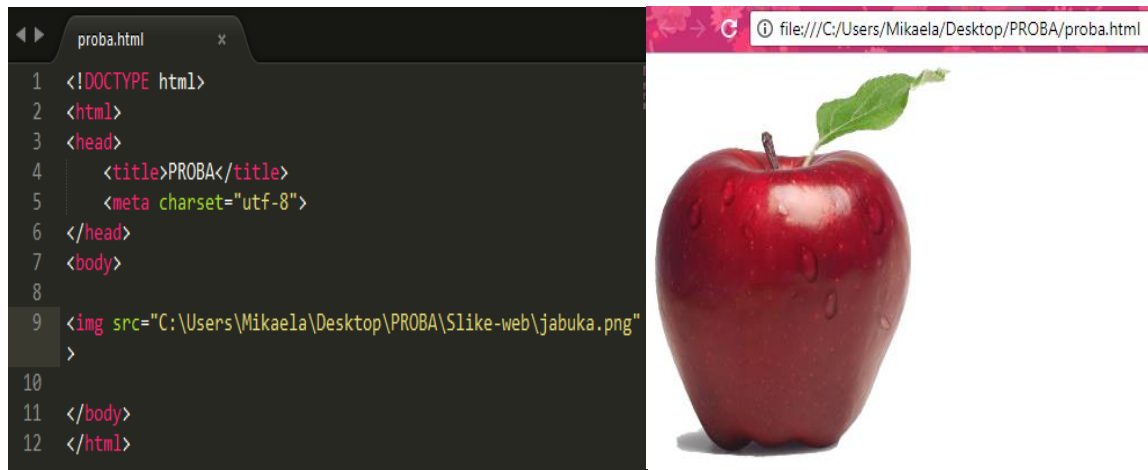 proba.html ×
1 <!DOCTYPE html>
2 <html>
3 <head>
4 <title>PROBA</title>
5 <meta charset="utf-8">
6 </head>
7 <body>
8
9 <img src="C:\Users\Mikaela\Desktop\PROBA\Slike-web\jabuka.png"
>
10
11 </body>
12 </html>
file:///C:/Users/Mikaela/Desktop/PROBA/proba.html